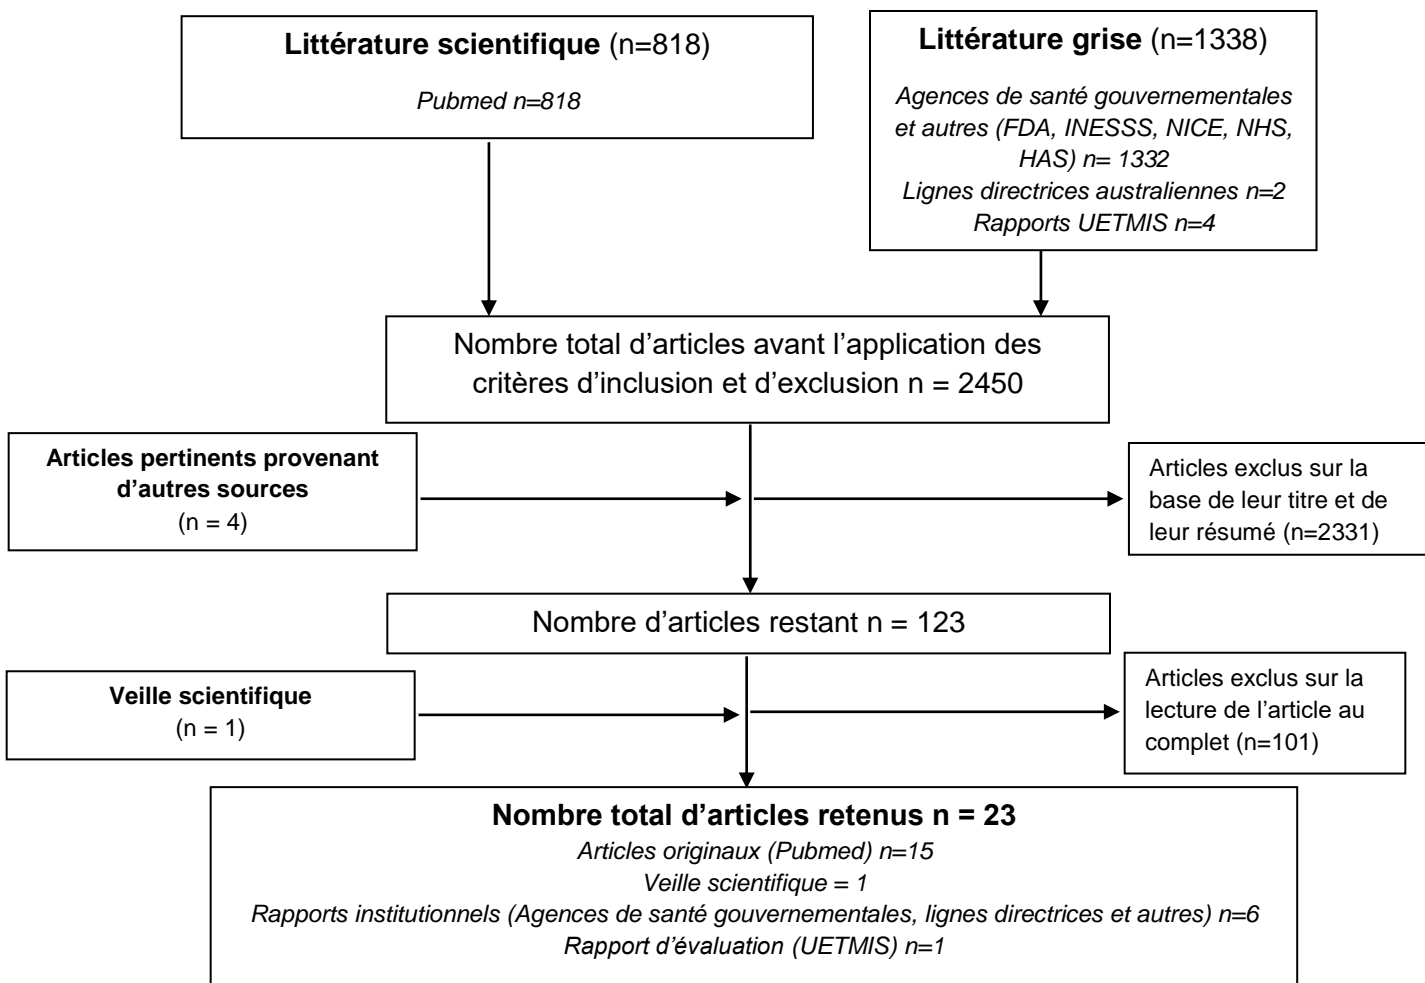 Littérature scientifique (n=818)
Pubmed n=818
Littérature grise (n=1338)
Agences de santé gouvernementales
et autres (FDA, INESSS, NICE, NHS,
HAS) n= 1332
Lignes directrices australiennes n=2
Rapports UETMIS n=4
Nombre total d’articles avant l’application des
critères d’inclusion et d’exclusion n = 2450
Articles pertinents provenant
d’autres sources
(n = 4)
Articles exclus sur la
base de leur titre et de
leur résumé (n=2331)
Nombre d’articles restant n = 123
Veille scientifique
(n = 1)
Articles exclus sur la
lecture de l’article au
complet (n=101)
Nombre total d’articles retenus n = 23
Articles originaux (Pubmed) n=15
Veille scientifique = 1
Rapports institutionnels (Agences de santé gouvernementales, lignes directrices et autres) n=6
Rapport d’évaluation (UETMIS) n=1